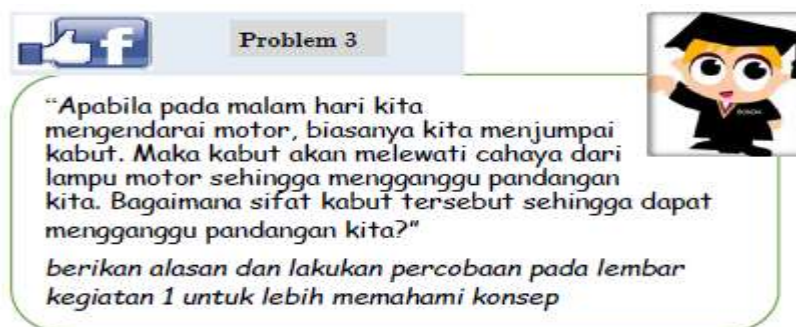 Problem 3
“Apabila pada malam hari kita
mengendarai motor, biasanya kita menjumpai
kabut. Maka kabut akan melewati cahaya dari
lampu motor sehingga mengganggu pandangan
kita. Bagaimana sifat kabut tersebut sehingga dapat
mengganggu pandangan kita?”
berikan alasan dan lakukan percobaan pada lembar
kegiatan 1 untuk lebih memahami konsep